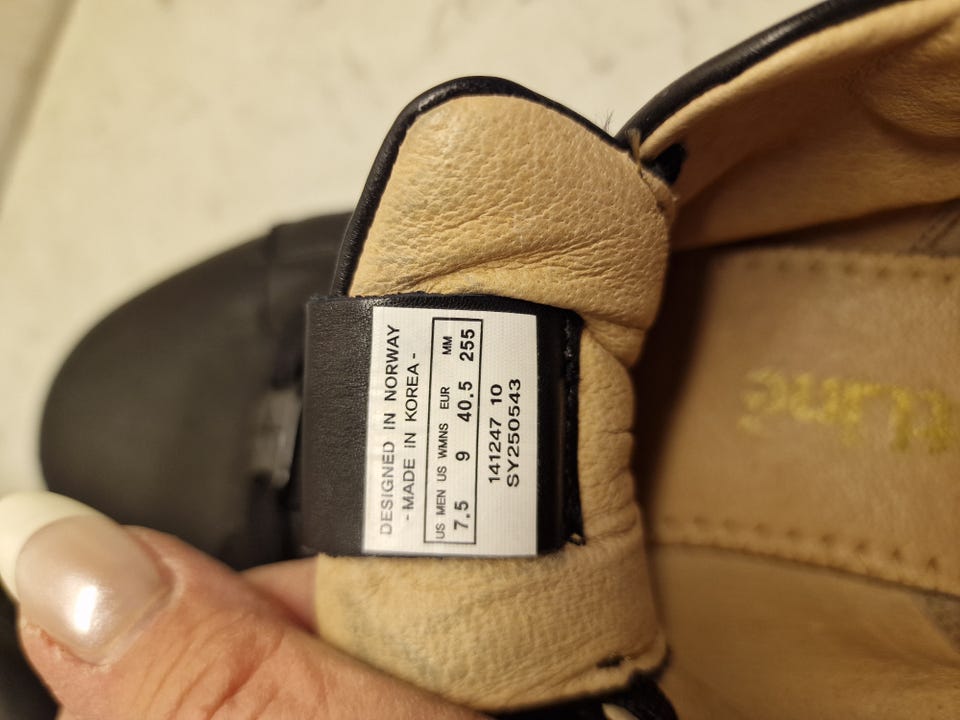 DESIGNED IN NORWAY
- MADE IN KOREA -
US MEN US WMNS EUR MM
7.5 9 40.5 255
141247 10
SY250543